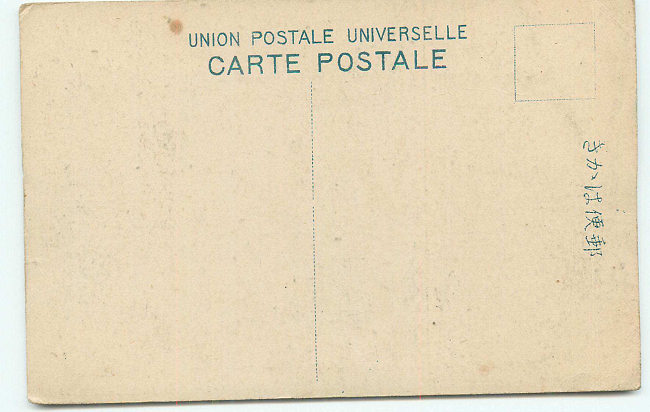 UNION POSTALE UNIVERSELLE
CARTE POSTALE
郵便はかき